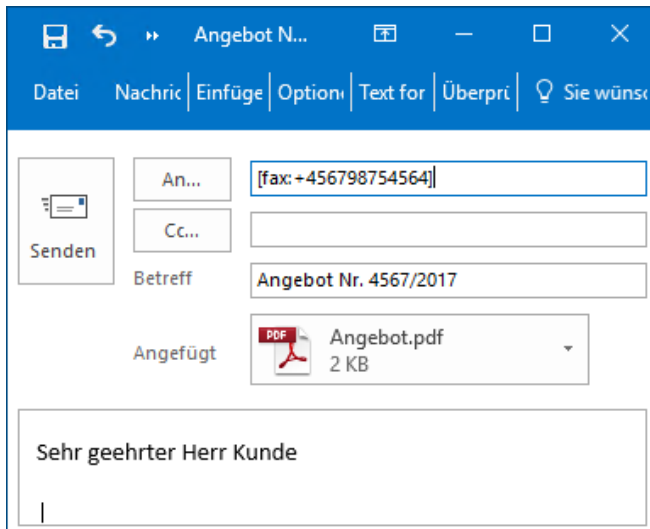 Angebot N...
Datei Nachric Einfüge Option Text for Überprü Sie wünsc
An... [fax:+456798754564]
Cc...
Senden
Betreff Angebot Nr. 4567/2017
Angefügt PDF Angebot.pdf
2 KB
Sehr geehrter Herr Kunde